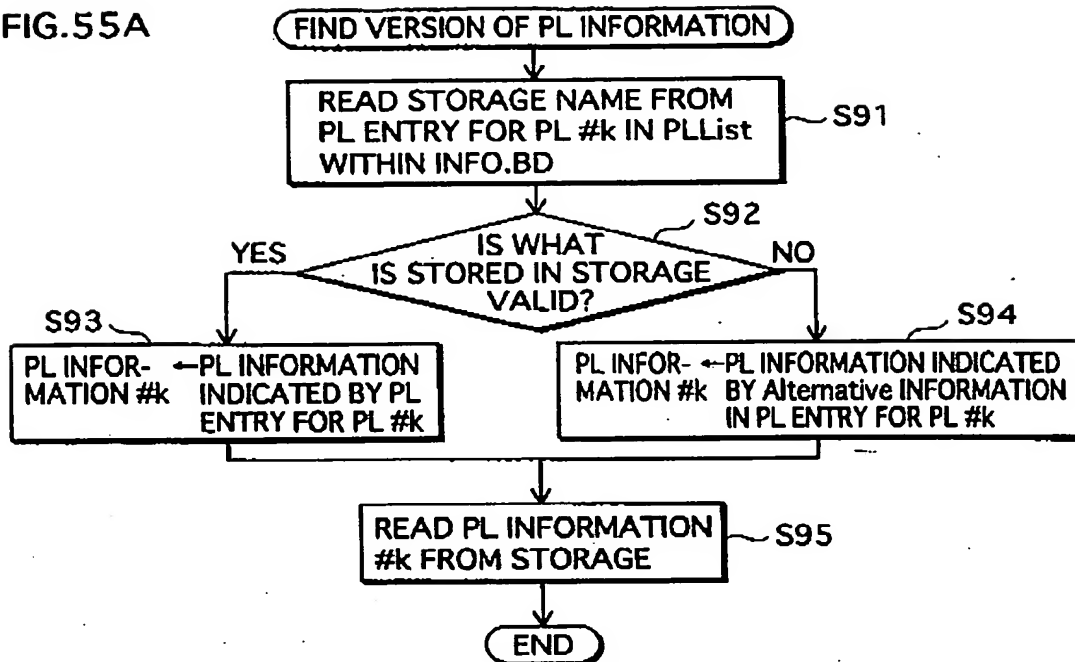 FIG.55A
FIND VERSION OF PL INFORMATION
READ STORAGE NAME FROM
PL ENTRY FOR PL #k IN PLList
WITHIN INFO.BD
S91
S92
IS WHAT
IS STORED IN STORAGE
VALID?
YES
NO
S93
PL INFOR- ←PL INFORMATION
MATION #k INDICATED BY PL
ENTRY FOR PL #k
S94
PL INFOR- ←PL INFORMATION INDICATED
MATION #k BY Alternative INFORMATION
IN PL ENTRY FOR PL #k
READ PL INFORMATION
#k FROM STORAGE
S95
END